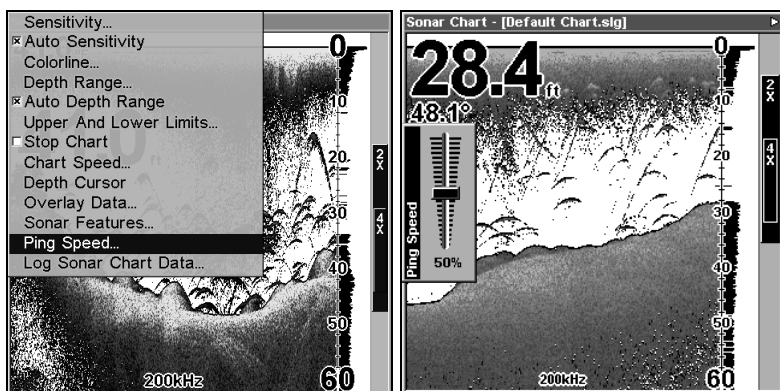 Sensitivity...
Auto Sensitivity
Colorline...
Depth Range...
Auto Depth Range
Upper And Lower Limits...
Stop Chart
Chart Speed...
Depth Cursor
Overlay Data...
Sonar Features...
Ping Speed...
Log Sonar Chart Data...
0
10
20
30
40
50
60
2X
4X
200kHz
Sonar Chart - [Default Chart.slg]
28.4 ft
48.1°
Ping Speed
50%
0
10
20
30
40
50
60
2X
4X
200kHz